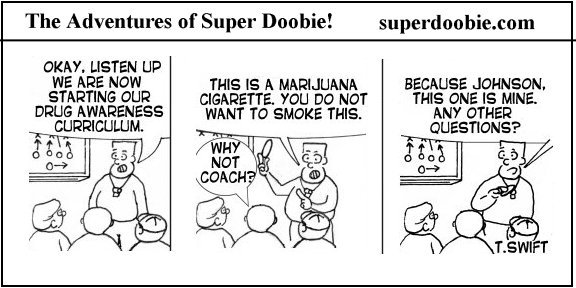 The Adventures of Super Doobie! superdoobie.com
OKAY, LISTEN UP
WE ARE NOW
STARTING OUR
DRUG AWARENESS
CURRICULUM.
THIS IS A MARIJUANA
CIGARETTE. YOU DO NOT
WANT TO SMOKE THIS.
WHY
NOT
COACH?
BECAUSE JOHNSON,
THIS ONE IS MINE.
ANY OTHER
QUESTIONS?
T.SWIFT